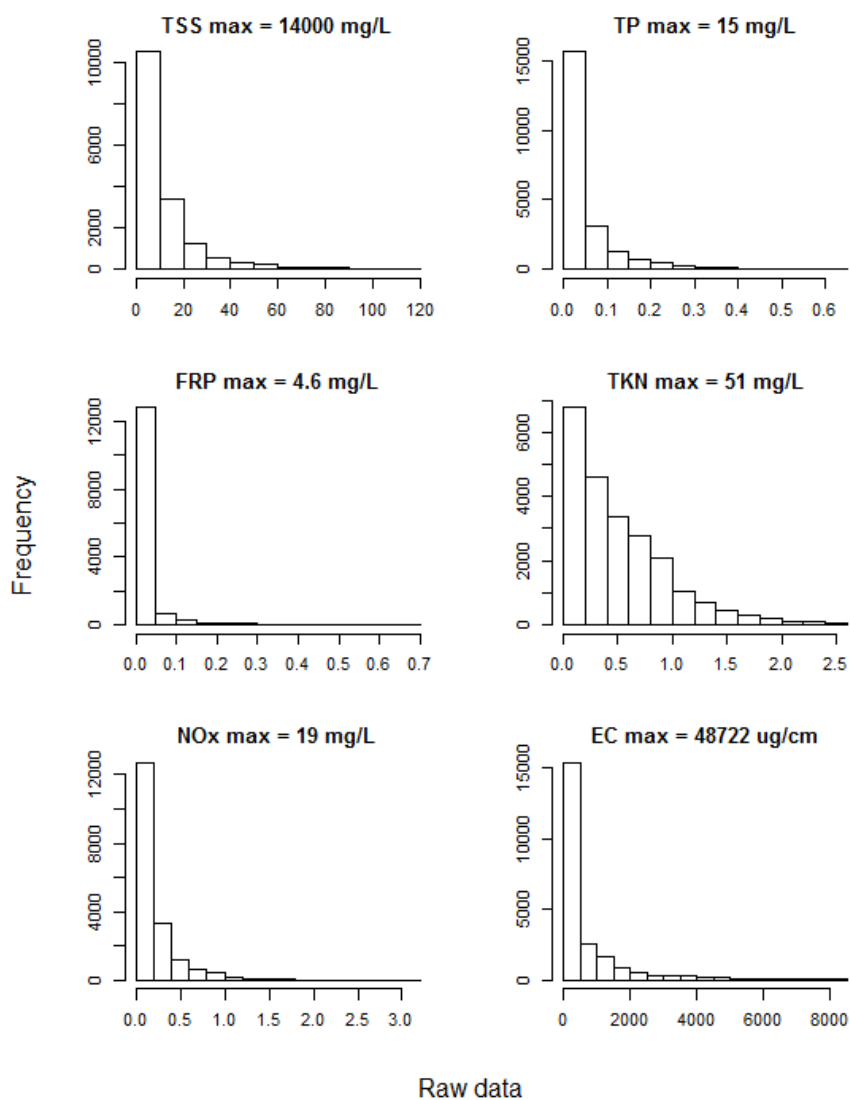 TSS max = 14000 mg/L
10000
6000
2000
0
0 20 40 60 80 100 120
TP max = 15 mg/L
15000
10000
5000
0
0.0 0.1 0.2 0.3 0.4 0.5 0.6
FRP max = 4.6 mg/L
12000
8000
4000
0
0.0 0.1 0.2 0.3 0.4 0.5 0.6 0.7
TKN max = 51 mg/L
6000
4000
2000
0
0.0 0.5 1.0 1.5 2.0 2.5
Frequency
NOx max = 19 mg/L
12000
8000
4000
0
0.0 0.5 1.0 1.5 2.0 2.5 3.0
EC max = 48722 ug/cm
15000
10000
5000
0
0 2000 4000 6000 8000
Raw data